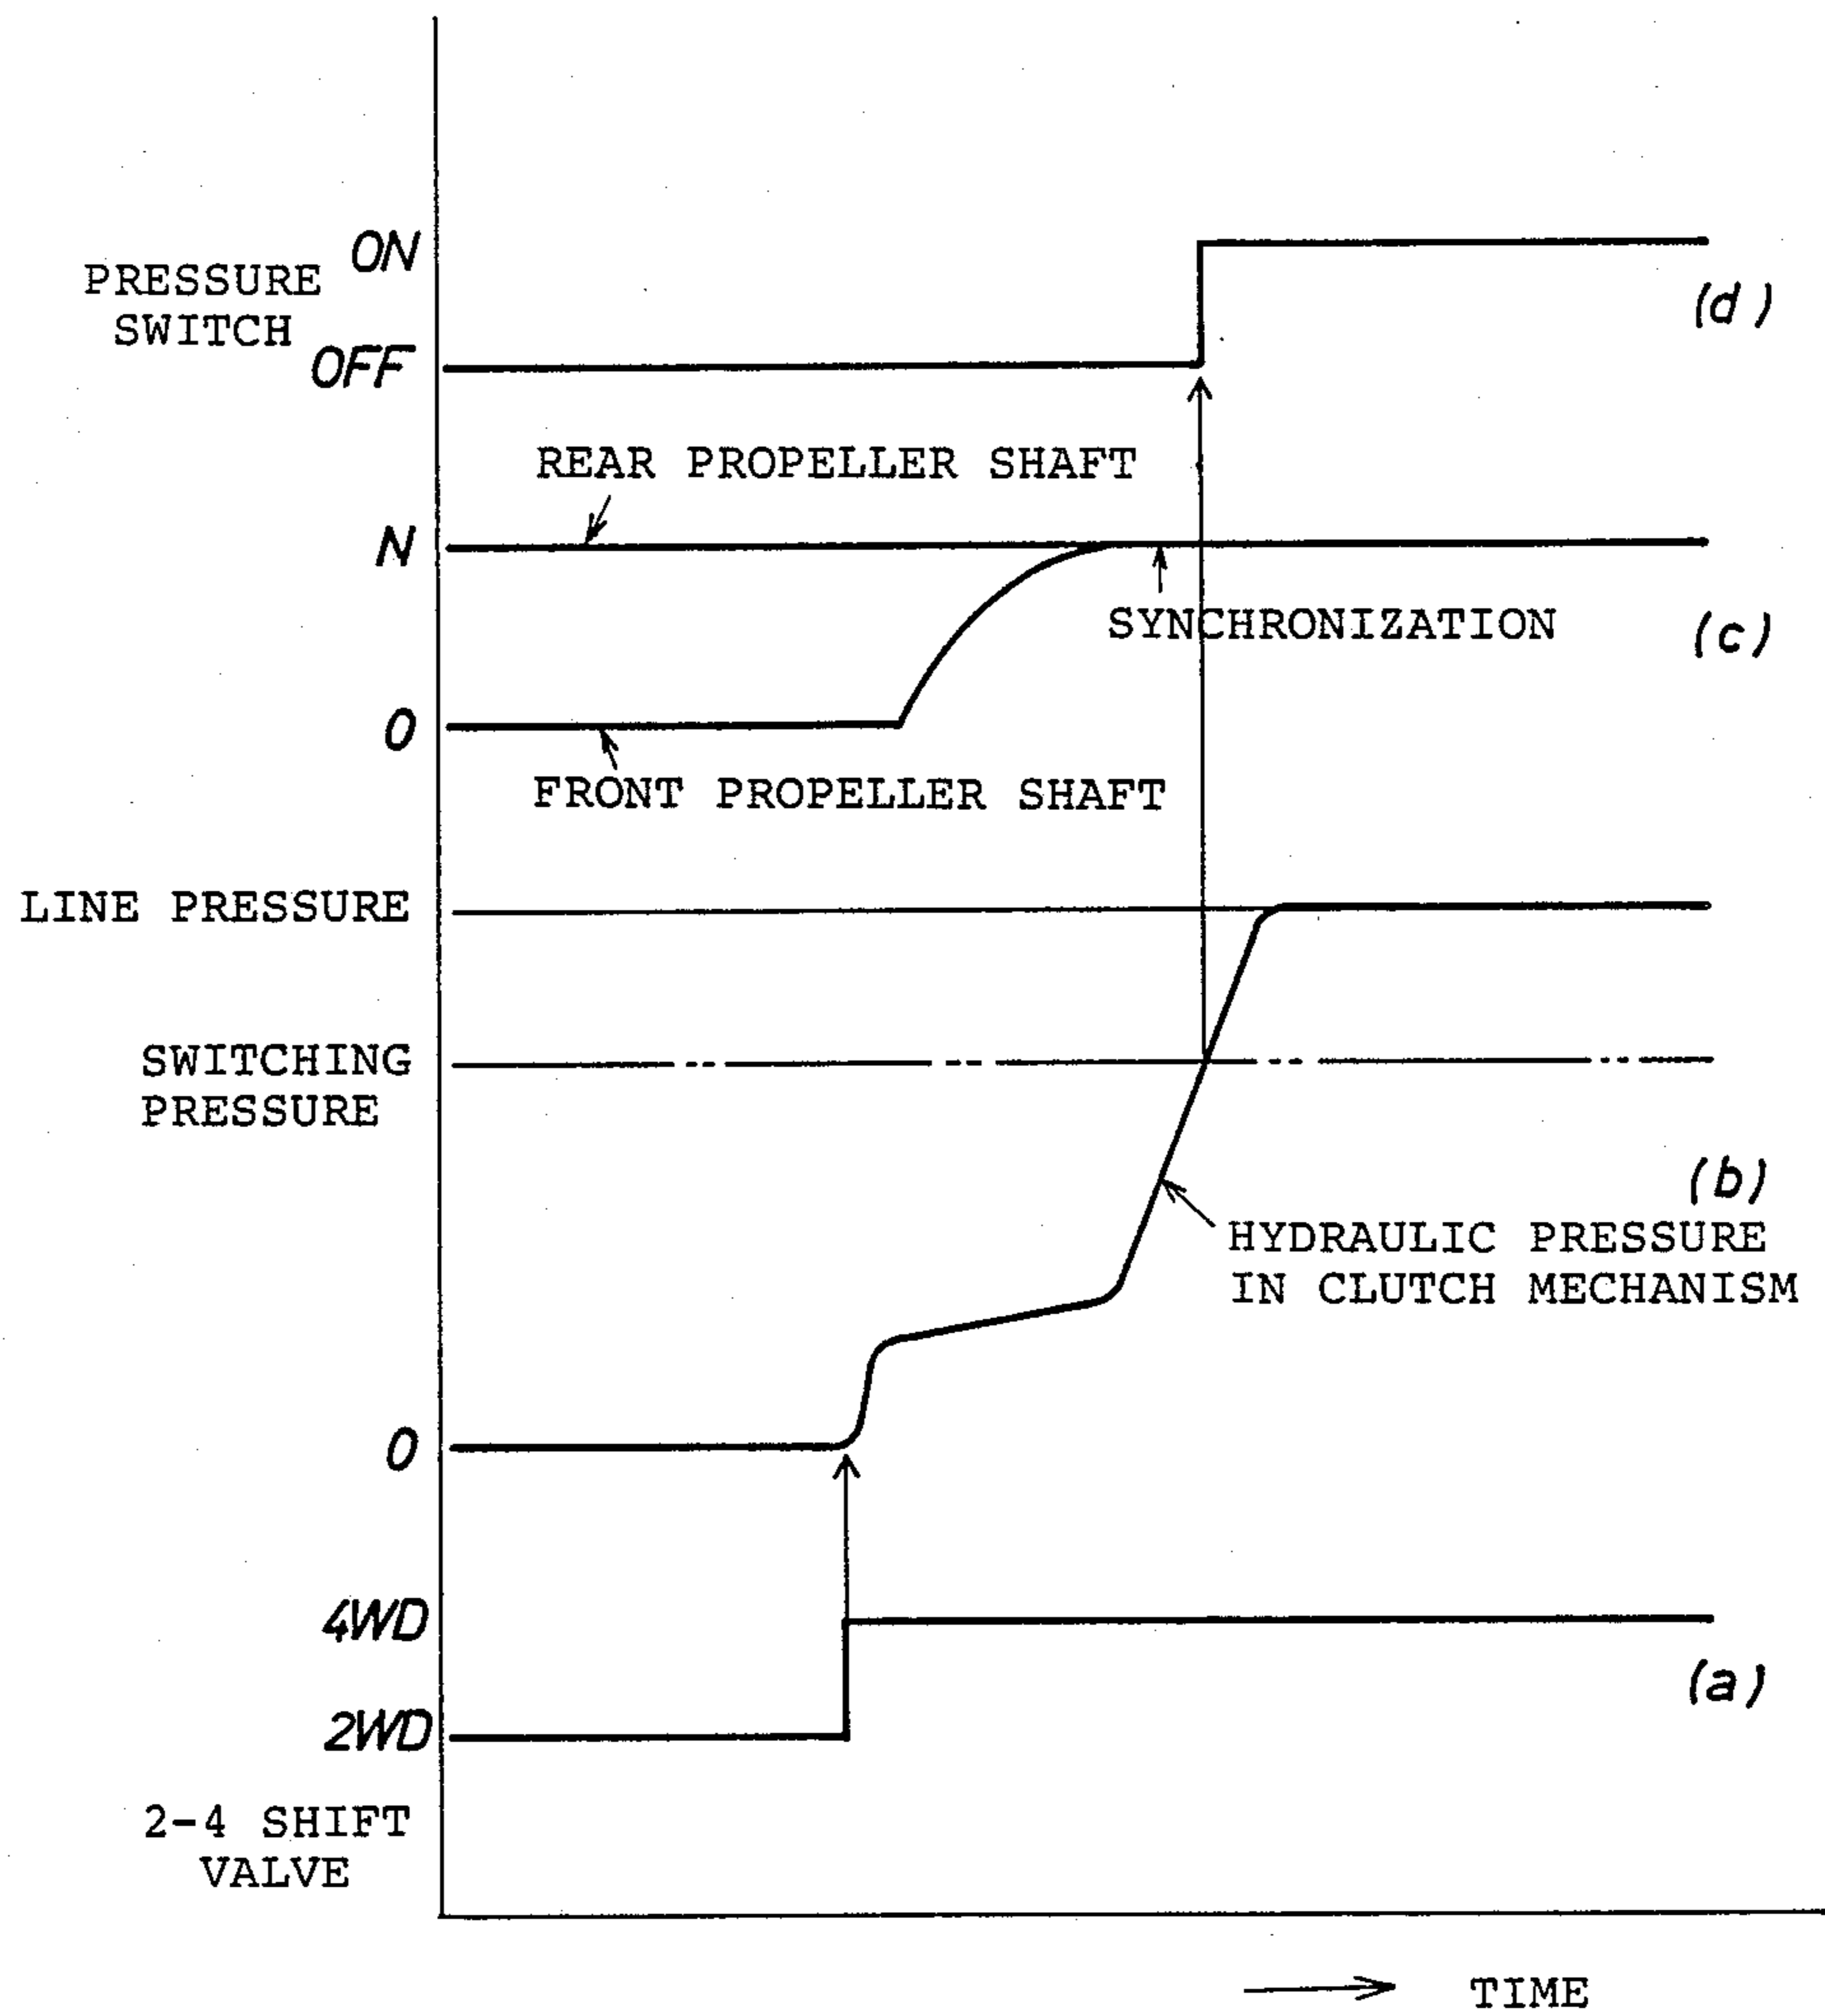 ON
PRESSURE
SWITCH
OFF
(d)
REAR PROPELLER SHAFT
N
SYNCHRONIZATION
(c)
0
FRONT PROPELLER SHAFT
LINE PRESSURE
SWITCHING
PRESSURE
(b)
HYDRAULIC PRESSURE
IN CLUTCH MECHANISM
0
4WD
(a)
2WD
2-4 SHIFT
VALVE
TIME